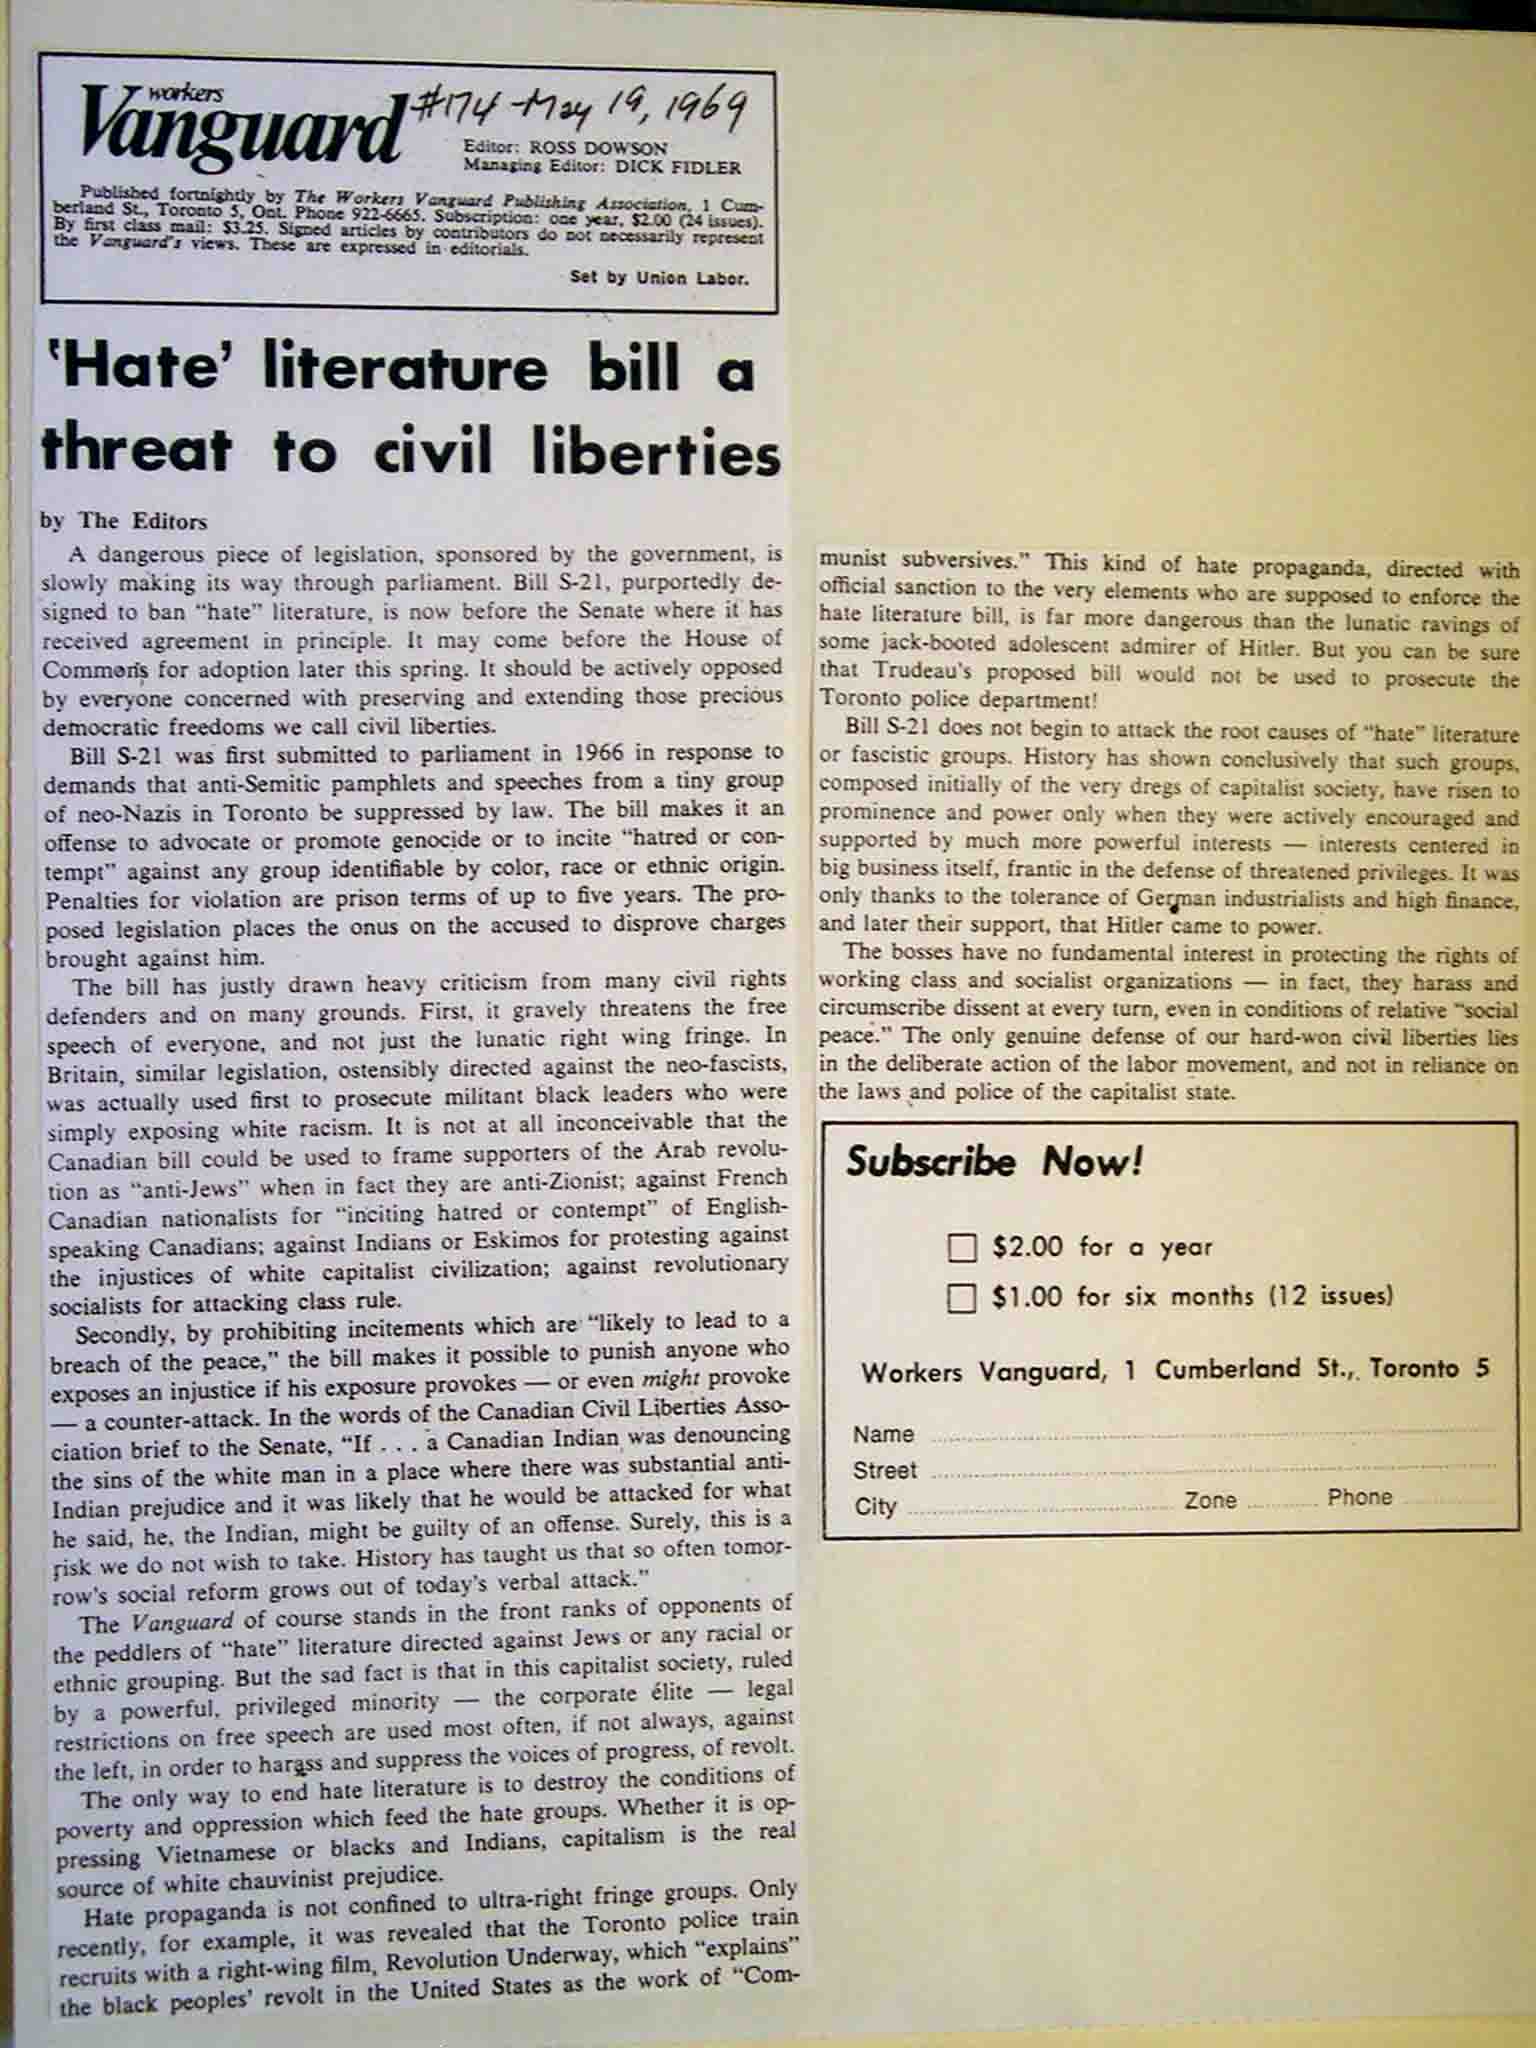 workers
Vanguard #174 - May 19, 1969
Editor: ROSS DOWSON
Managing Editor: DICK FIDLER
Published fortnightly by The Workers Vanguard Publishing Association, 1 Cum-
berland St., Toronto 5, Ont. Phone 922-6665. Subscription: one year, $2.00 (24 issues).
By first class mail: $3.25. Signed articles by contributors do not necessarily represent
the Vanguard's views. These are expressed in editorials.
Set by Union Labor.
'Hate' literature bill a
threat to civil liberties
by The Editors
A dangerous piece of legislation, sponsored by the government, is
slowly making its way through parliament. Bill S-21, purportedly de-
signed to ban "hate" literature, is now before the Senate where it has
received agreement in principle. It may come before the House of
Commons for adoption later this spring. It should be actively opposed
by everyone concerned with preserving and extending those precious
democratic freedoms we call civil liberties.
Bill S-21 was first submitted to parliament in 1966 in response to
demands that anti-Semitic pamphlets and speeches from a tiny group
of neo-Nazis in Toronto be suppressed by law. The bill makes it an
offense to advocate or promote genocide or to incite "hatred or con-
tempt" against any group identifiable by color, race or ethnic origin.
Penalties for violation are prison terms of up to five years. The pro-
posed legislation places the onus on the accused to disprove charges
brought against him.
The bill has justly drawn heavy criticism from many civil rights
defenders and on many grounds. First, it gravely threatens the free
speech of everyone, and not just the lunatic right wing fringe. In
Britain, similar legislation, ostensibly directed against the neo-fascists,
was actually used first to prosecute militant black leaders who were
simply exposing white racism. It is not at all inconceivable that the
Canadian bill could be used to frame supporters of the Arab revolu-
tion as "anti-Jews" when in fact they are anti-Zionist; against French
Canadian nationalists for "inciting hatred or contempt" of English-
speaking Canadians; against Indians or Eskimos for protesting against
the injustices of white capitalist civilization; against revolutionary
socialists for attacking class rule.
Secondly, by prohibiting incitements which are "likely to lead to a
breach of the peace," the bill makes it possible to punish anyone who
exposes an injustice if his exposure provokes — or even might provoke
— a counter-attack. In the words of the Canadian Civil Liberties Asso-
ciation brief to the Senate, "If . . . a Canadian Indian was denouncing
the sins of the white man in a place where there was substantial anti-
Indian prejudice and it was likely that he would be attacked for what
he said, he, the Indian, might be guilty of an offense. Surely, this is a
risk we do not wish to take. History has taught us that so often tomor-
row's social reform grows out of today's verbal attack."
The Vanguard of course stands in the front ranks of opponents of
the peddlers of "hate" literature directed against Jews or any racial or
ethnic grouping. But the sad fact is that in this capitalist society, ruled
by a powerful, privileged minority — the corporate élite — legal
restrictions on free speech are used most often, if not always, against
the left, in order to harass and suppress the voices of progress, of revolt.
The only way to end hate literature is to destroy the conditions of
poverty and oppression which feed the hate groups. Whether it is op-
pressing Vietnamese or blacks and Indians, capitalism is the real
source of white chauvinist prejudice.
Hate propaganda is not confined to ultra-right fringe groups. Only
recently, for example, it was revealed that the Toronto police train
recruits with a right-wing film, Revolution Underway, which "explains"
the black peoples' revolt in the United States as the work of "Com-
munist subversives." This kind of hate propaganda, directed with
official sanction to the very elements who are supposed to enforce the
hate literature bill, is far more dangerous than the lunatic ravings of
some jack-booted adolescent admirer of Hitler. But you can be sure
that Trudeau's proposed bill would not be used to prosecute the
Toronto police department!
Bill S-21 does not begin to attack the root causes of "hate" literature
or fascistic groups. History has shown conclusively that such groups,
composed initially of the very dregs of capitalist society, have risen to
prominence and power only when they were actively encouraged and
supported by much more powerful interests — interests centered in
big business itself, frantic in the defense of threatened privileges. It was
only thanks to the tolerance of German industrialists and high finance,
and later their support, that Hitler came to power.
The bosses have no fundamental interest in protecting the rights of
working class and socialist organizations — in fact, they harass and
circumscribe dissent at every turn, even in conditions of relative "social
peace." The only genuine defense of our hard-won civil liberties lies
in the deliberate action of the labor movement, and not in reliance on
the laws and police of the capitalist state.
Subscribe Now!
$2.00 for a year
$1.00 for six months (12 issues)
Workers Vanguard, 1 Cumberland St., Toronto 5
Name
Street
City Zone Phone